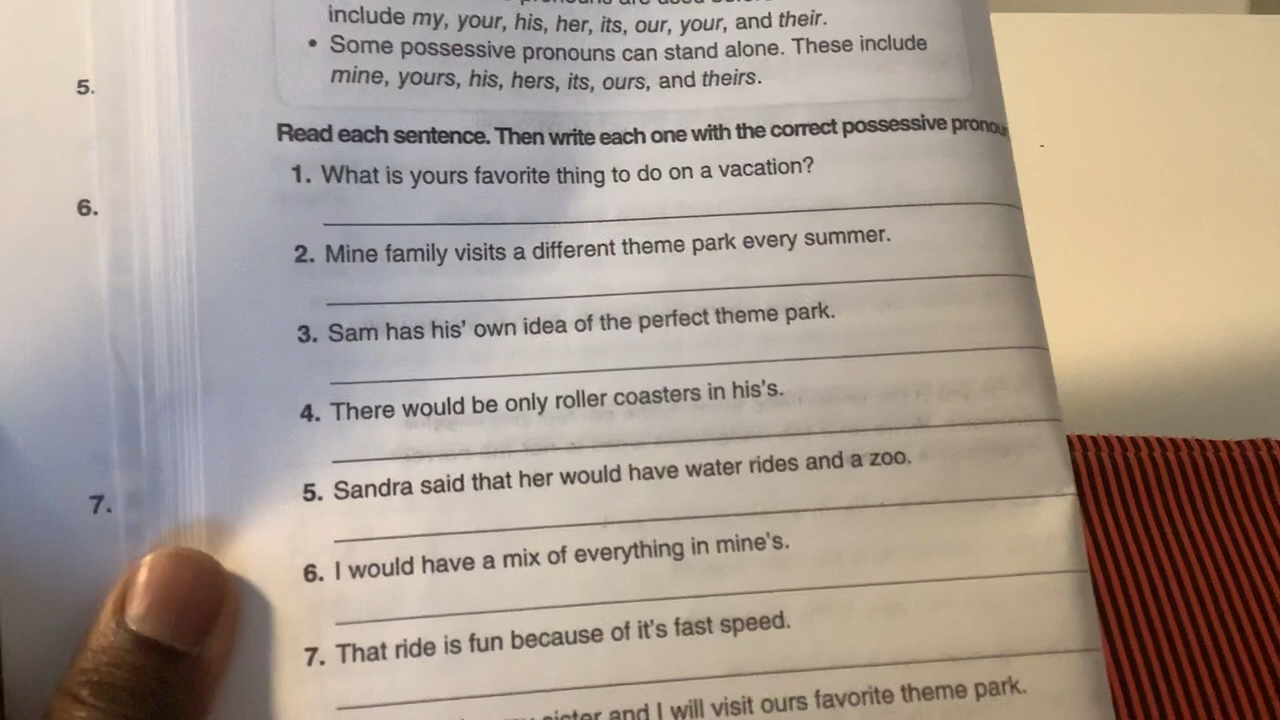 include my, your, his, her, its, our, your, and their.
• Some possessive pronouns can stand alone. These include
mine, yours, his, hers, its, ours, and theirs.
5.
Read each sentence. Then write each one with the correct possessive
1. What is yours favorite thing to do on a vacation?
6.
2. Mine family visits a different theme park every summer.
3. Sam has his' own idea of the perfect theme park.
4. There would be only roller coasters in his's.
5. Sandra said that her would have water rides and a zoo.
7.
6. I would have a mix of everything in mine's.
7. That ride is fun because of it's fast speed.
sister and I will visit ours favorite theme park.